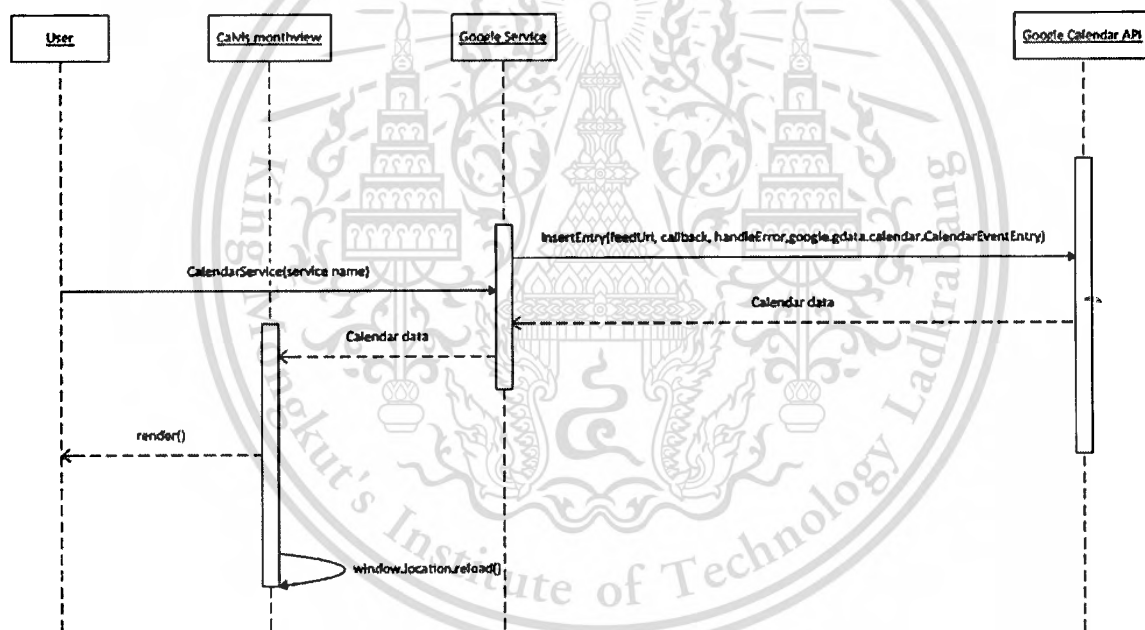 User
Calvis monthview
Google Service
Google Calendar API
insertEntry(feedUri, callback, handleError,google.gdata.calendar.CalendarEventEntry)
CalendarService(service name)
Calendar data
Calendar data
render()
window.location.reload()
King Mongkut's Institute of Technology Ladkrabang